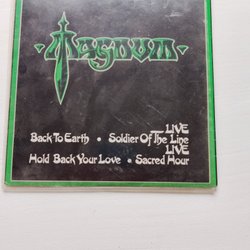 ·MAGNUM·
LIVE
Back To Earth • Soldier Of The Line
LIVE
Hold Back Your Love • Sacred Hour